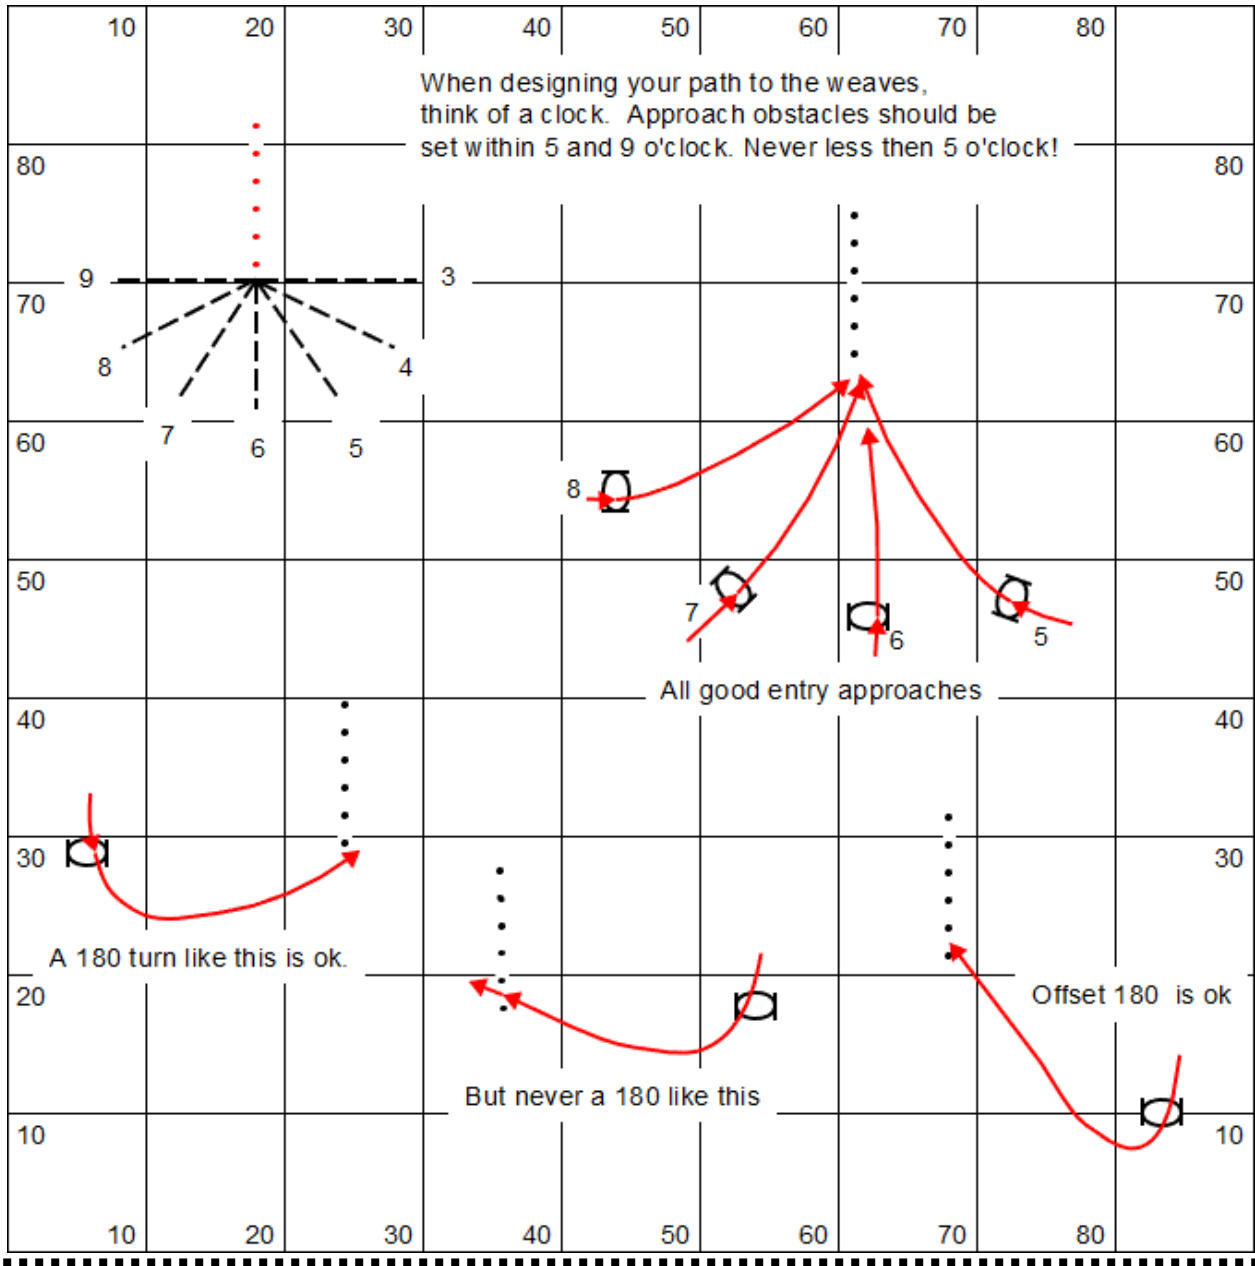 10 20 30 40 50 60 70 80
When designing your path to the weaves,
think of a clock. Approach obstacles should be
set within 5 and 9 o'clock. Never less then 5 o'clock!
80 80
9 3
70 70
8 4
7 6 5
60 60
8
50 50
7 6 5
All good entry approaches
40 40
30 30
A 180 turn like this is ok.
20 Offset 180 is ok 20
But never a 180 like this
10 10
10 20 30 40 50 60 70 80